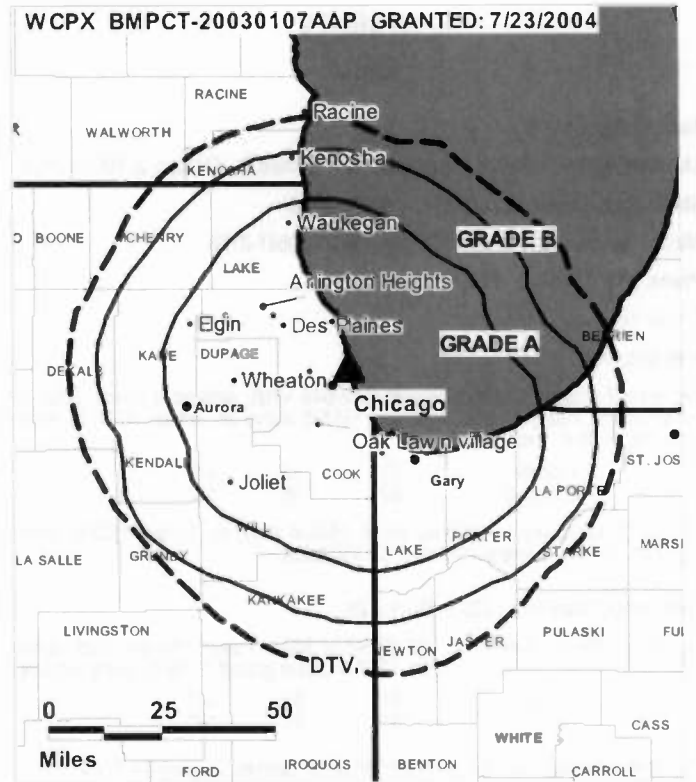 WCPX BMPCT-20030107AAP GRANTED: 7/23/2004
RACINE
Racine
WALWORTH
KENOSHA
Kenosha
Waukegan
GRADE B
BOONE
MCHENRY
LAKE
Arlington Heights
Elgin
Des Plaines
BERRIEN
KANE
DUPAGE
GRADE A
DEKALB
Wheaton
Aurora
Chicago
Oak Lawn village
KENDALL
COOK
Gary
ST. JOS
Joliet
LA PORTE
WILL
LAKE
PORTER
LA SALLE
GRUNDY
STARKE
MARS
KANKAKEE
LIVINGSTON
NEWTON
JASPER
PULASKI
FUL
DTV
0 25 50
Miles
WHITE
CASS
FORD
IROQUOIS
BENTON
CARROLL